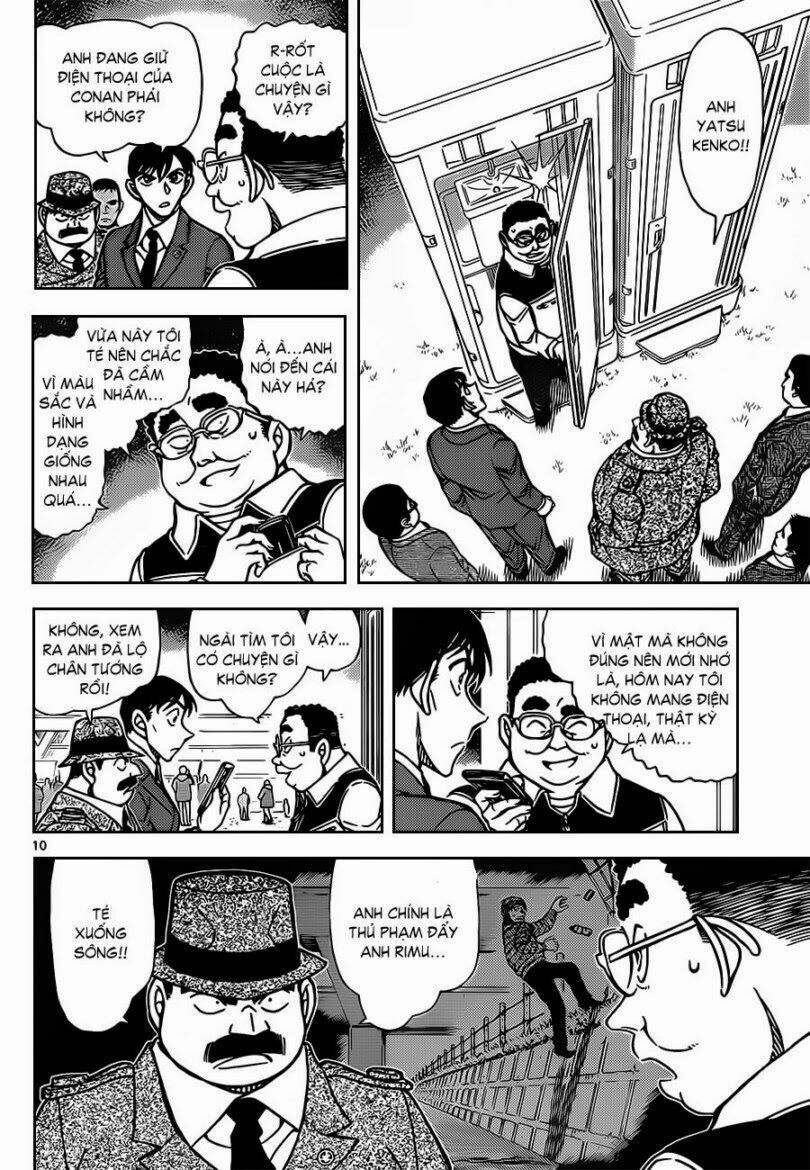 ANH
YATSU
KENKO!!
R-RỐT
CUỘC LÀ
CHUYỆN GÌ
VẬY?
ANH ĐANG GIỮ
ĐIỆN THOẠI CỦA
CONAN PHẢI
KHÔNG?
À, À...ANH
NÓI ĐẾN CÁI
NÀY HẢ?
VỪA NÀY TÔI
TÉ NÊN CHẮC
ĐÃ CẦM
NHẦM...
VÌ MÀU
SẮC VÀ
HÌNH
DẠNG
GIỐNG
NHAU
QUÁ...
VÌ MẬT MÃ KHÔNG
ĐÚNG NÊN MỚI NHỚ
LÀ, HÔM NAY TÔI
KHÔNG MANG ĐIỆN
THOẠI, THẬT KỲ
LẠ MÀ...
VẬY...
NGÀI TÌM TÔI
CÓ CHUYỆN GÌ
KHÔNG?
KHÔNG, XEM
RA ANH ĐÃ LỘ
CHÂN TƯỚNG
RỒI!
10
ANH CHÍNH LÀ
THỦ PHẠM ĐẨY
ANH RIMU...
TÉ
XUỐNG
SÔNG!!